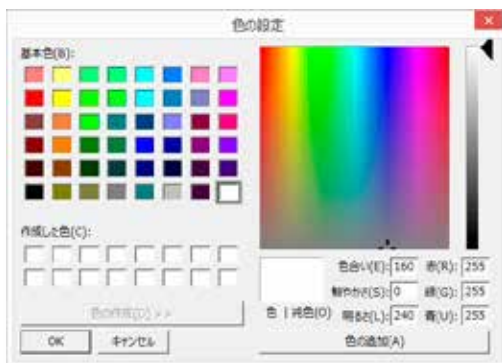 色の設定
基本色(B):
作成した色(C):
色の作成(D) >>
OK
キャンセル
色 | 純色(O)
色合い(E): 160
鮮やかさ(S): 0
明るさ(L): 240
赤(R): 255
緑(G): 255
青(U): 255
色の追加(A)